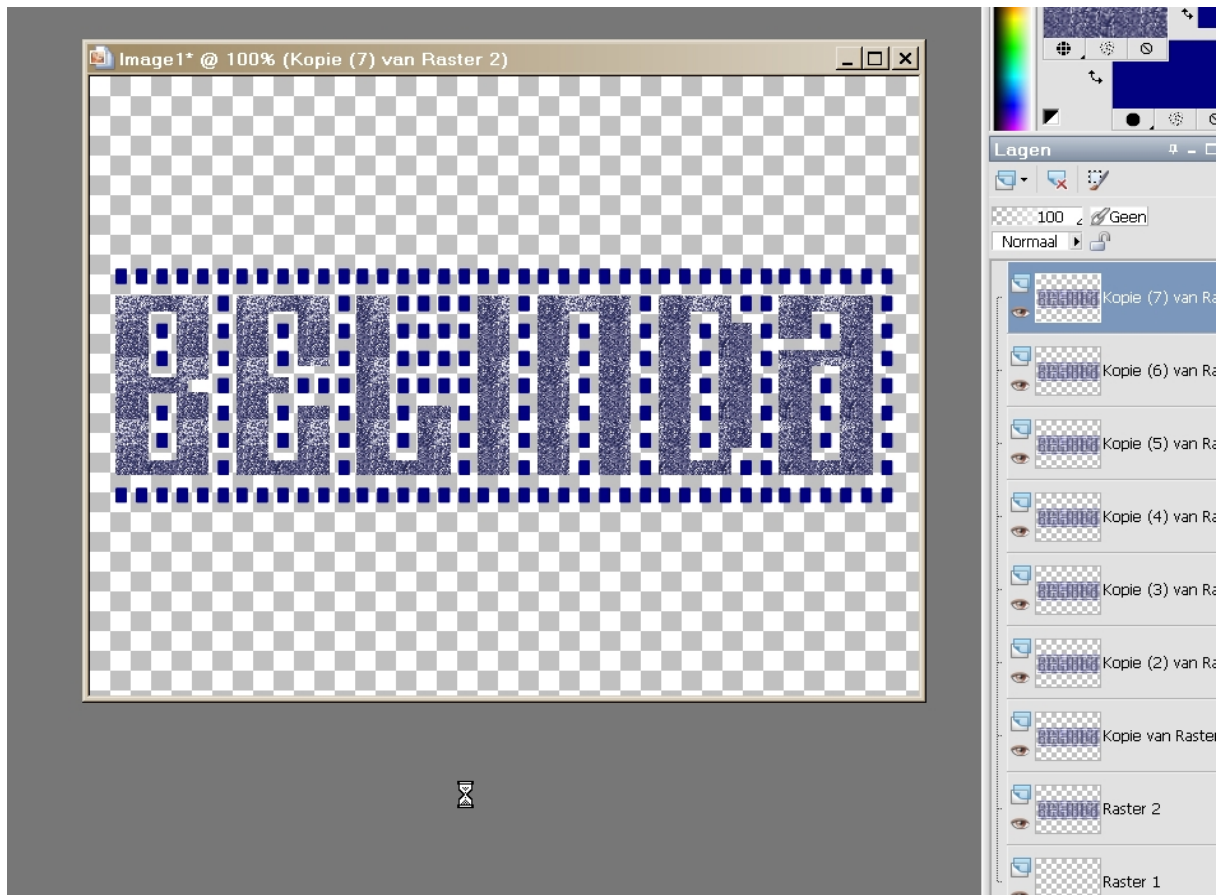 Image1* @ 100% (Kopie (7) van Raster 2)
BELINDa
Lagen
100
Geen
Normaal
Kopie (7) van Ra
Kopie (6) van Ra
Kopie (5) van Ra
Kopie (4) van Ra
Kopie (3) van Ra
Kopie (2) van Ra
Kopie van Raster
Raster 2
Raster 1